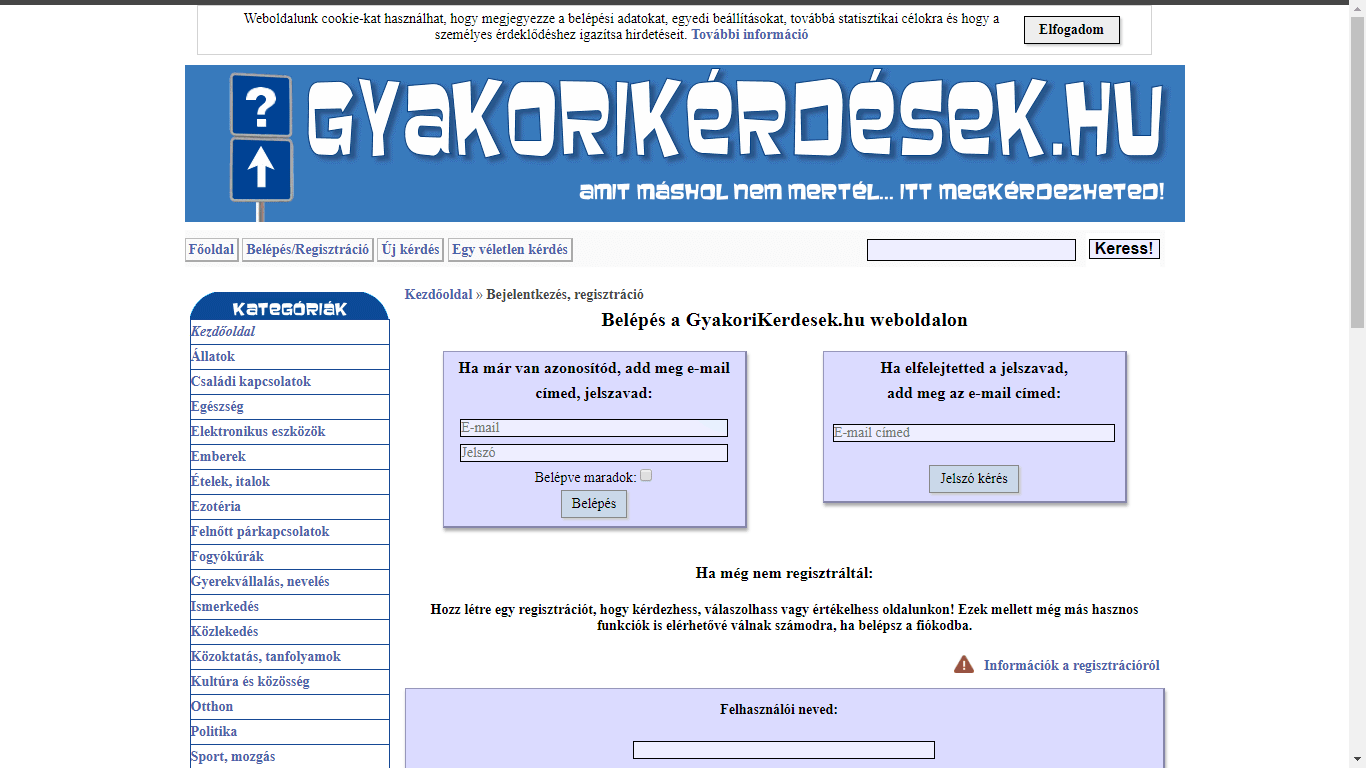 Weboldalunk cookie-kat használhat, hogy megjegyezze a belépési adatokat, egyedi beállításokat, továbbá statisztikai célokra és hogy a
személyes érdeklődéshez igazítsa hirdetéseit. További információ
Elfogadom
?
GYAKORIKÉRDÉSEK.HU
AMIT MÁSHOL NEM MERTÉL... ITT MEGKÉRDEZHETED!
Főoldal
Belépés/Regisztráció
Új kérdés
Egy véletlen kérdés
Keress!
KATEGÓRIÁK
Kezdőoldal
Állatok
Családi kapcsolatok
Egészség
Elektronikus eszközök
Emberek
Ételek, italok
Ezotéria
Felnőtt párkapcsolatok
Fogyókúrák
Gyerekvállalás, nevelés
Ismerkedés
Közlekedés
Közoktatás, tanfolyamok
Kultúra és közösség
Otthon
Politika
Sport, mozgás
Kezdőoldal » Bejelentkezés, regisztráció
Belépés a GyakoriKerdesek.hu weboldalon
Ha már van azonosítód, add meg e-mail
címed, jelszavad:
E-mail
Jelszó
Belépve maradok:
Belépés
Ha elfelejtetted a jelszavad,
add meg az e-mail címed:
E-mail címed
Jelszó kérés
Ha még nem regisztráltál:
Hozz létre egy regisztrációt, hogy kérdezhess, válaszolhass vagy értékelhess oldalunkon! Ezek mellett még más hasznos
funkciók is elérhetővé válnak számodra, ha belépsz a fiókodba.
Információk a regisztrációról
Felhasználói neved: